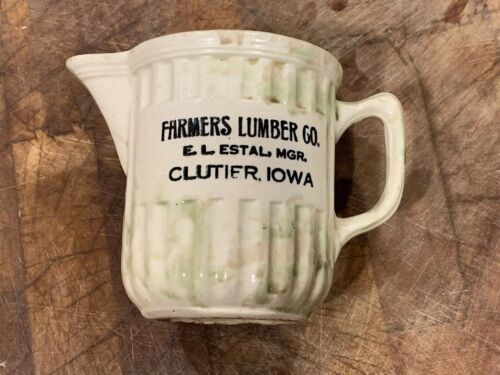 FARMERS LUMBER CO.
E. L. ESTAL, MGR.
CLUTIER, IOWA